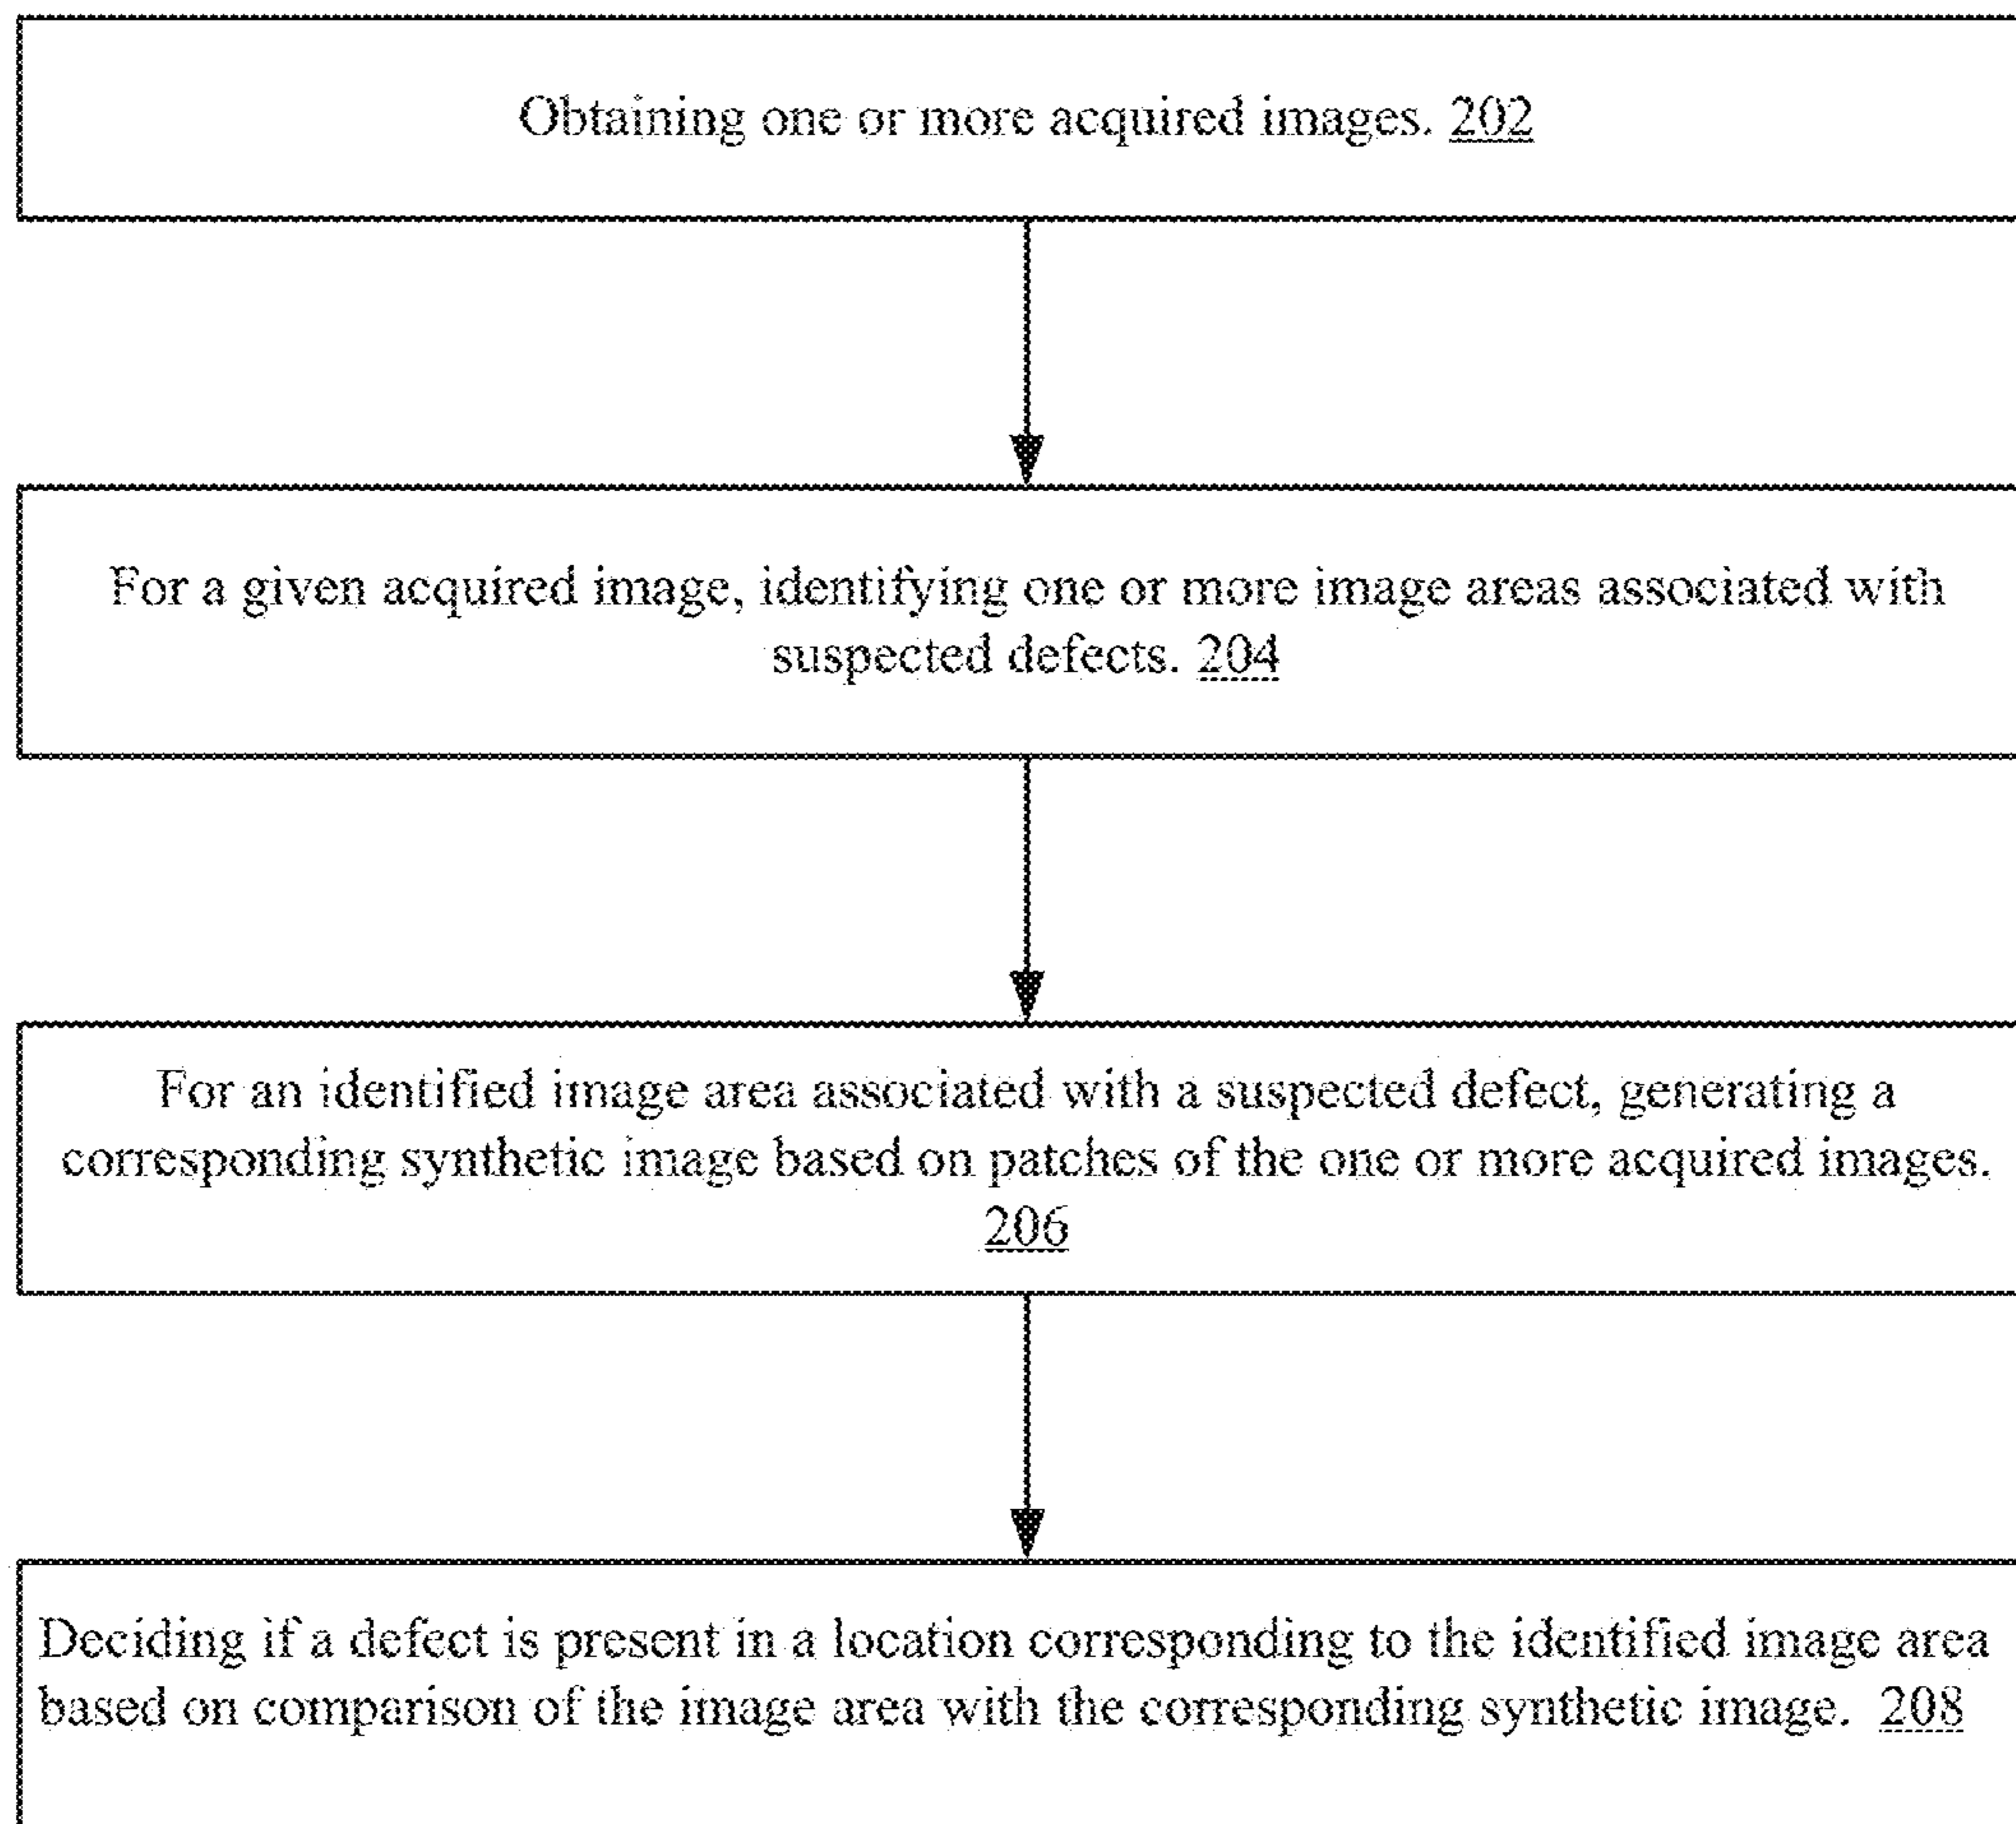 Obtaining one or more acquired images. 202
For a given acquired image, identifying one or more image areas associated with
suspected defects. 204
For an identified image area associated with a suspected defect, generating a
corresponding synthetic image based on patches of the one or more acquired images.
206
Deciding if a defect is present in a location corresponding to the identified image area
based on comparison of the image area with the corresponding synthetic image. 208